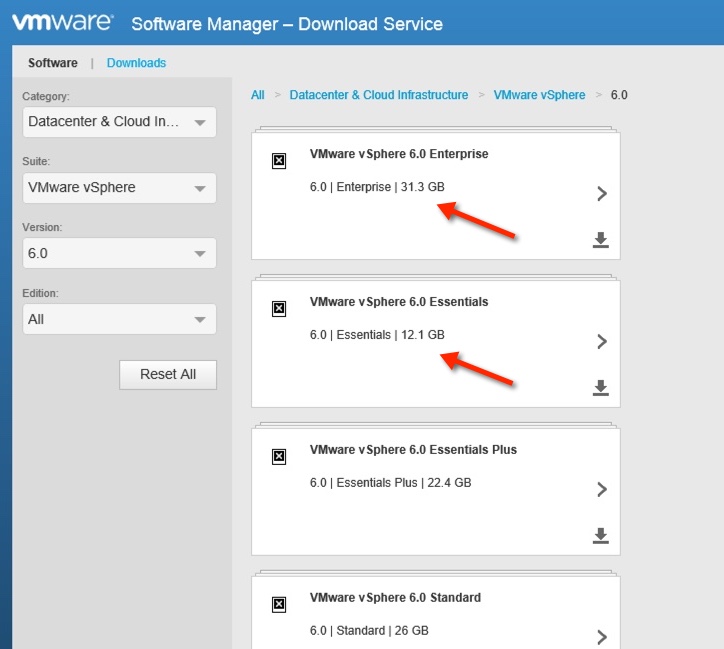 vmware® Software Manager – Download Service
Software | Downloads
Category:
Datacenter & Cloud In...
Suite:
VMware vSphere
Version:
6.0
Edition:
All
Reset All
All > Datacenter & Cloud Infrastructure > VMware vSphere > 6.0
VMware vSphere 6.0 Enterprise
6.0 | Enterprise | 31.3 GB
VMware vSphere 6.0 Essentials
6.0 | Essentials | 12.1 GB
VMware vSphere 6.0 Essentials Plus
6.0 | Essentials Plus | 22.4 GB
VMware vSphere 6.0 Standard
6.0 | Standard | 26 GB